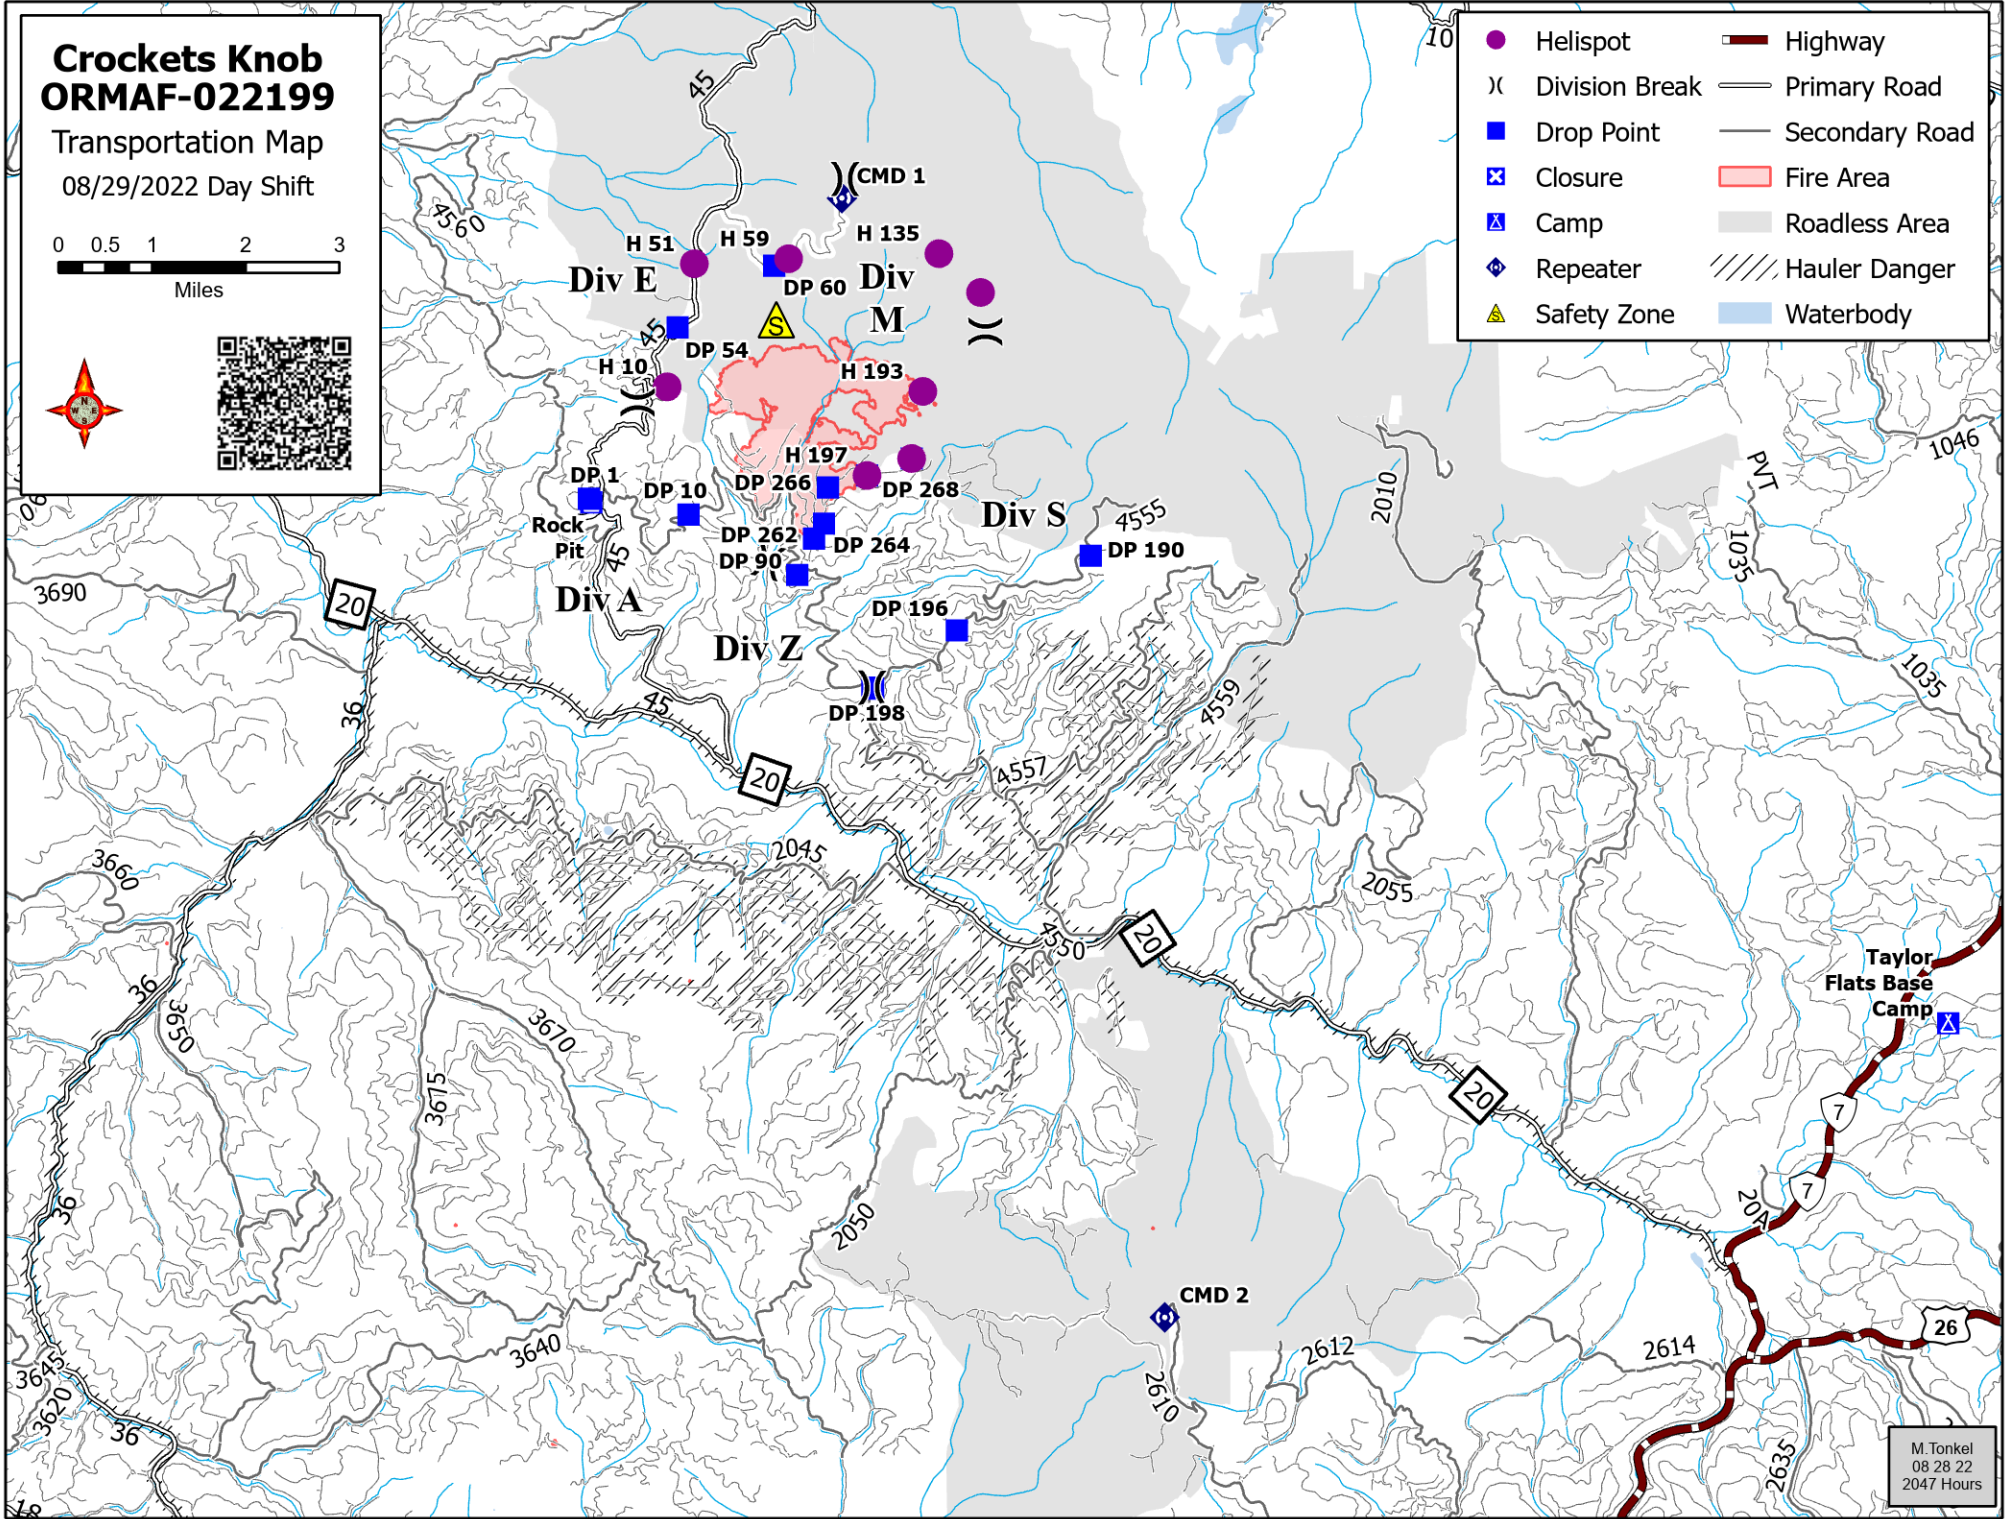 Crockets Knob
ORMAF-022199
Transportation Map
08/29/2022 Day Shift
0 0.5 1 2 3
Miles
N
W E
S
Helispot
Division Break
Drop Point
Closure
Camp
Repeater
Safety Zone
Highway
Primary Road
Secondary Road
Fire Area
Roadless Area
Hauler Danger
Waterbody
S
10
45
4560
CMD 1
H 51
H 59
H 135
Div E
DP 60
Div
M
S
45
DP 54
H 10
H 193
H 197
DP 1
DP 10
DP 266
DP 268
Rock
Pit
45
DP 262
DP 264
DP 90
Div S
4555
DP 190
2010
PVT
1046
1035
1035
3690
20
Div A
DP 196
Div Z
DP 198
36
45
4559
20
4557
2045
3660
2055
4550
20
Taylor
Flats Base
Camp
36
3650
3670
3675
20
7
7
20A
36
2050
CMD 2
26
3640
2612
2614
3645
3620
36
2610
2635
18
M.Tonkel
08 28 22
2047 Hours